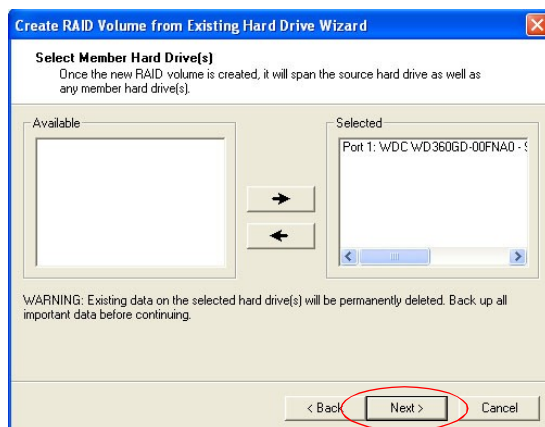 Create RAID Volume from Existing Hard Drive Wizard
Select Member Hard Drive(s)
Once the new RAID volume is created, it will span the source hard drive as well as
any member hard drive(s).
Available
Selected
Port 1: WDC WD360GD-00FNA0 -
WARNING: Existing data on the selected hard drive(s) will be permanently deleted. Back up all
important data before continuing.
< Back
Next >
Cancel